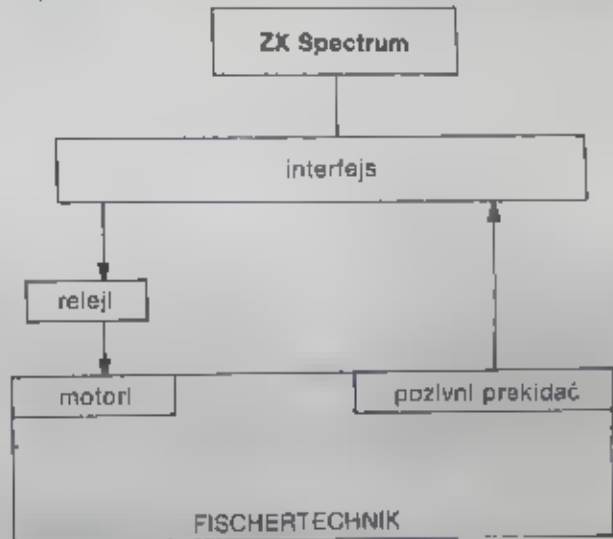 ZX Spectrum
interfejs
releji
motori
pozivni prekidač
FISCHERTECHNIK